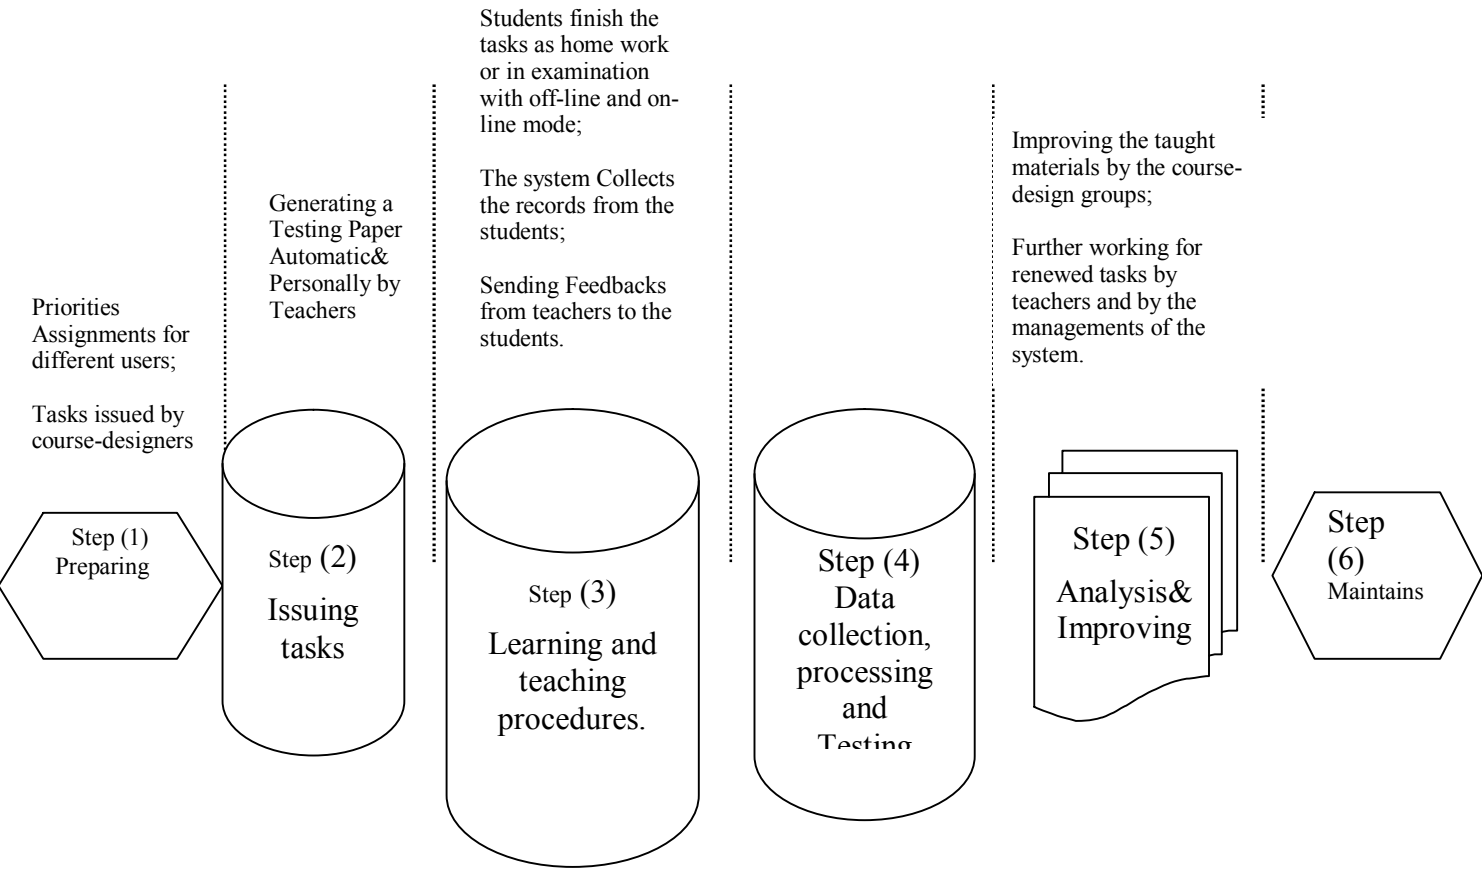 Priorities
Assignments for
different users;
Tasks issued by
course-designers
Step (1)
Preparing
Generating a
Testing Paper
Automatic&
Personally by
Teachers
Step (2)
Issuing
tasks
Students finish the
tasks as home work
or in examination
with off-line and on-
line mode;
The system Collects
the records from the
students;
Sending Feedbacks
from teachers to the
students.
Step (3)
Learning and
teaching
procedures.
Step (4)
Data
collection,
processing
and
Testing
Improving the taught
materials by the course-
design groups;
Further working for
renewed tasks by
teachers and by the
managements of the
system.
Step (5)
Analysis&
Improving
Step
(6)
Maintains